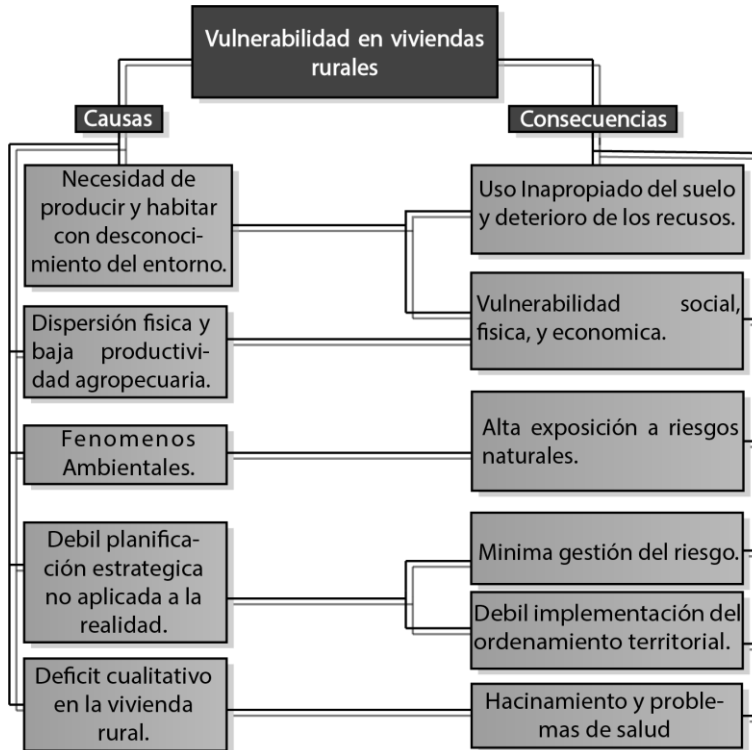 Vulnerabilidad en viviendas
rurales
Causas
Consecuencias
Necesidad de
producir y habitar
con desconoci-
miento del entorno.
Uso Inapropiado del suelo
y deterioro de los recusos.
Dispersión fisica y
baja productivi-
dad agropecuaria.
Vulnerabilidad social,
fisica, y economica.
Fenomenos
Ambientales.
Alta exposición a riesgos
naturales.
Debil planific-
ación estrategica
no aplicada a la
realidad.
Minima gestión del riesgo.
Debil implementación del
ordenamiento territorial.
Deficit cualitativo
en la vivienda
rural.
Hacinamiento y proble-
mas de salud